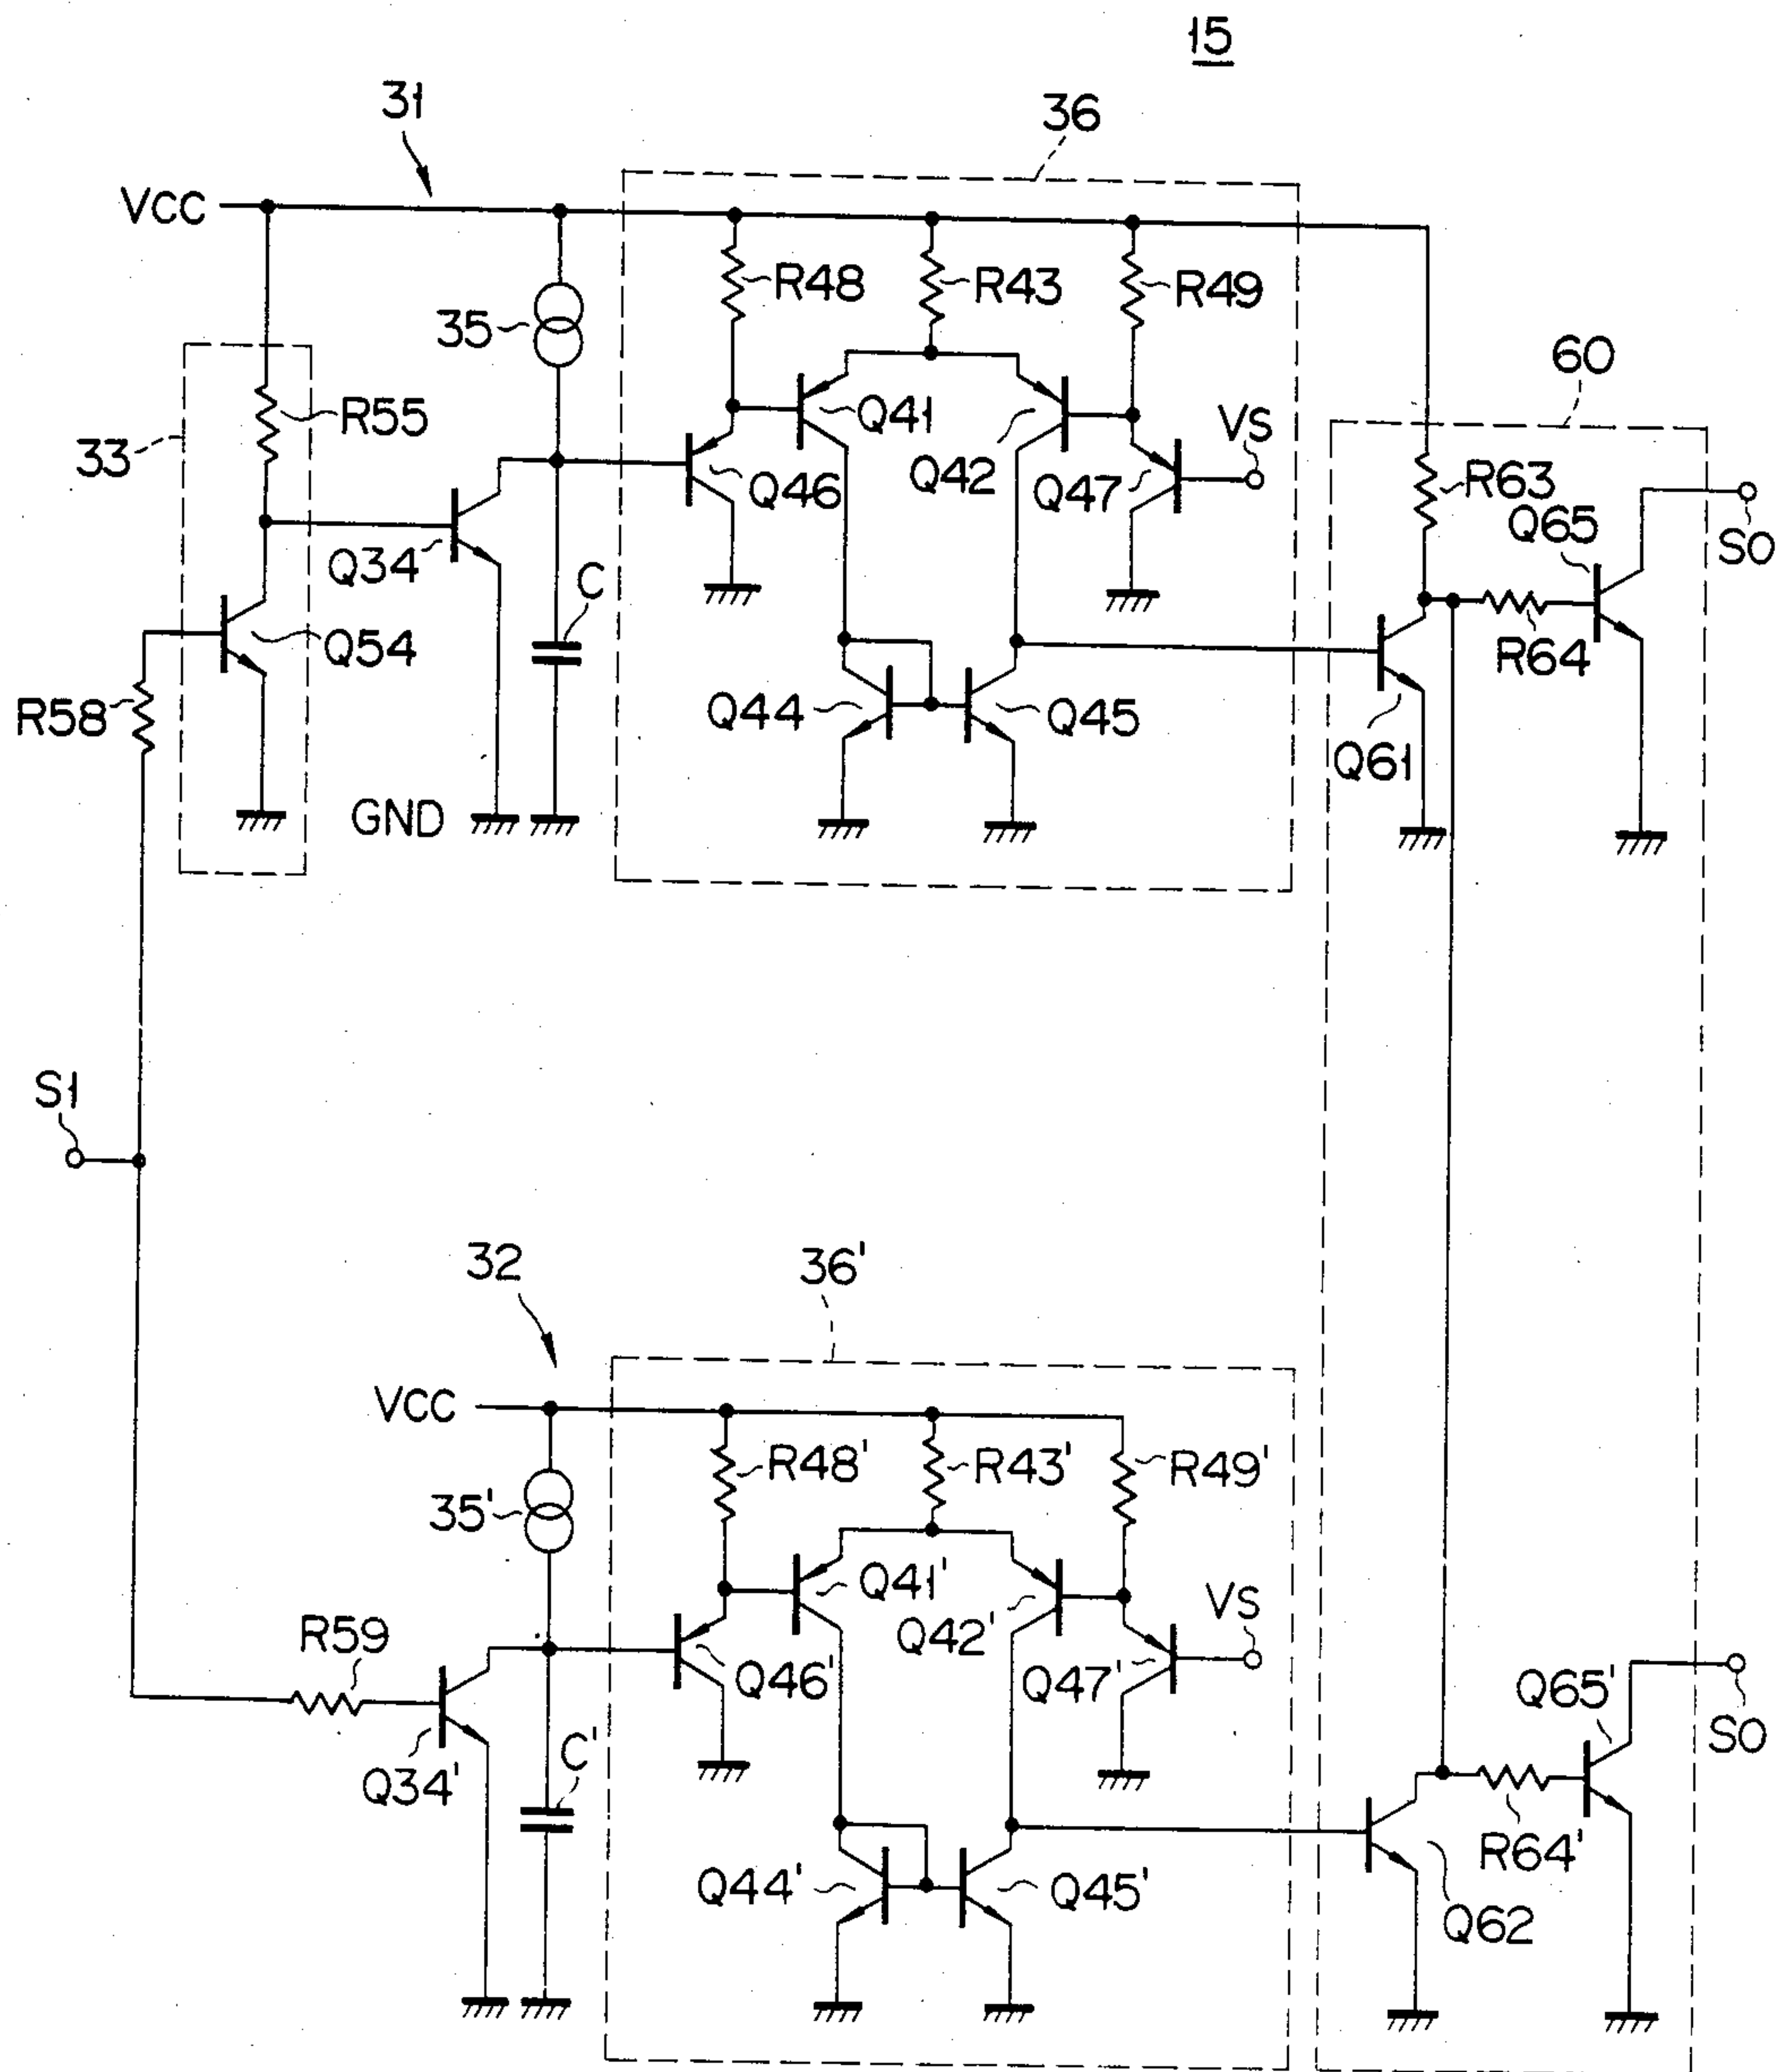 15
31
36
VCC
R48
R43
R49
35
60
33
R55
Q41
VS
Q46
Q42
Q47
R63
Q65
SO
Q34
C
R64
Q54
R58
Q44
Q45
Q61
GND
S1
32
36'
VCC
R48'
R43'
R49'
35'
Q41'
VS
R59
Q42'
Q46'
Q47'
Q65'
SO
C'
Q34'
R64'
Q44'
Q45'
Q62